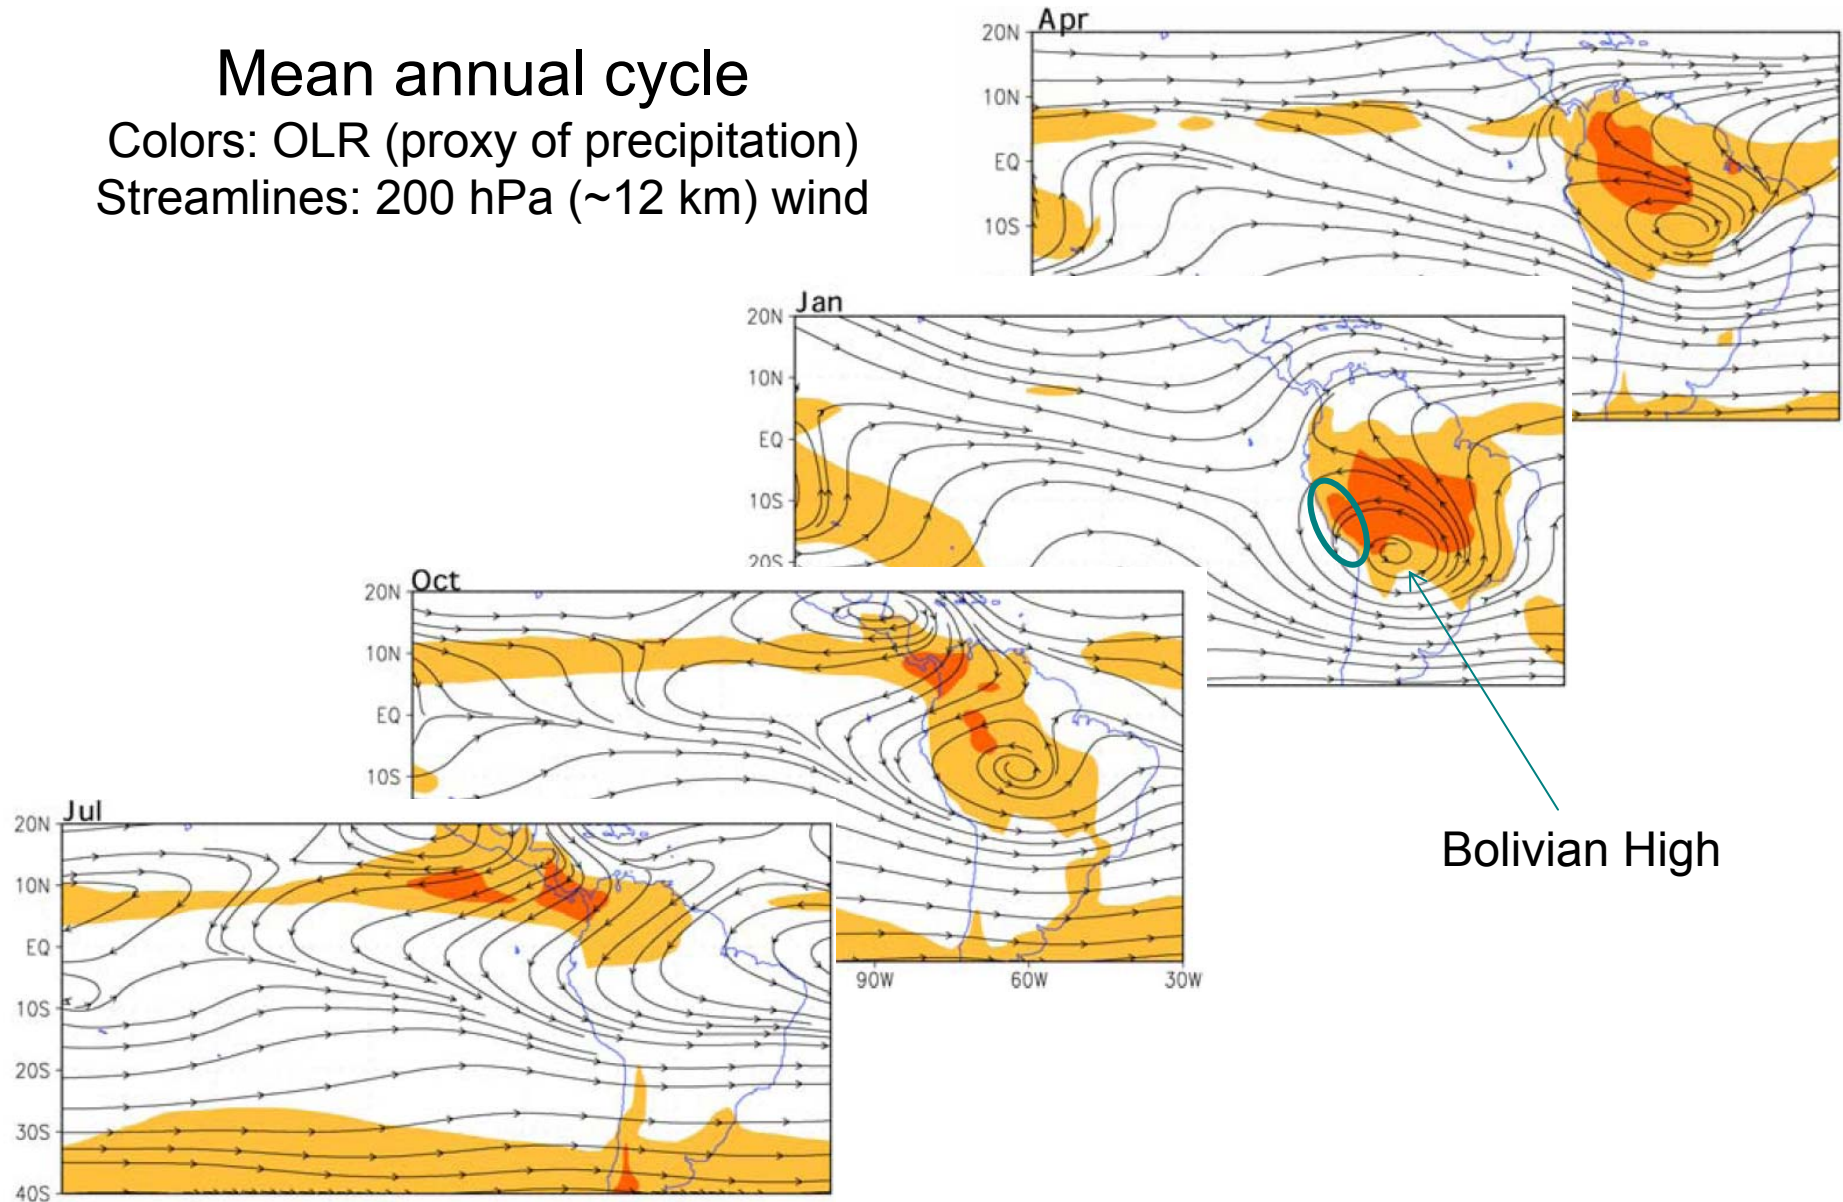 Mean annual cycle
Colors: OLR (proxy of precipitation)
Streamlines: 200 hPa (~12 km) wind
Apr
20N
10N
EQ
10S
Jan
20N
10N
EQ
10S
20S
Oct
20N
10N
EQ
10S
90W 60W 30W
Jul
20N
10N
EQ
10S
20S
30S
40S
Bolivian High